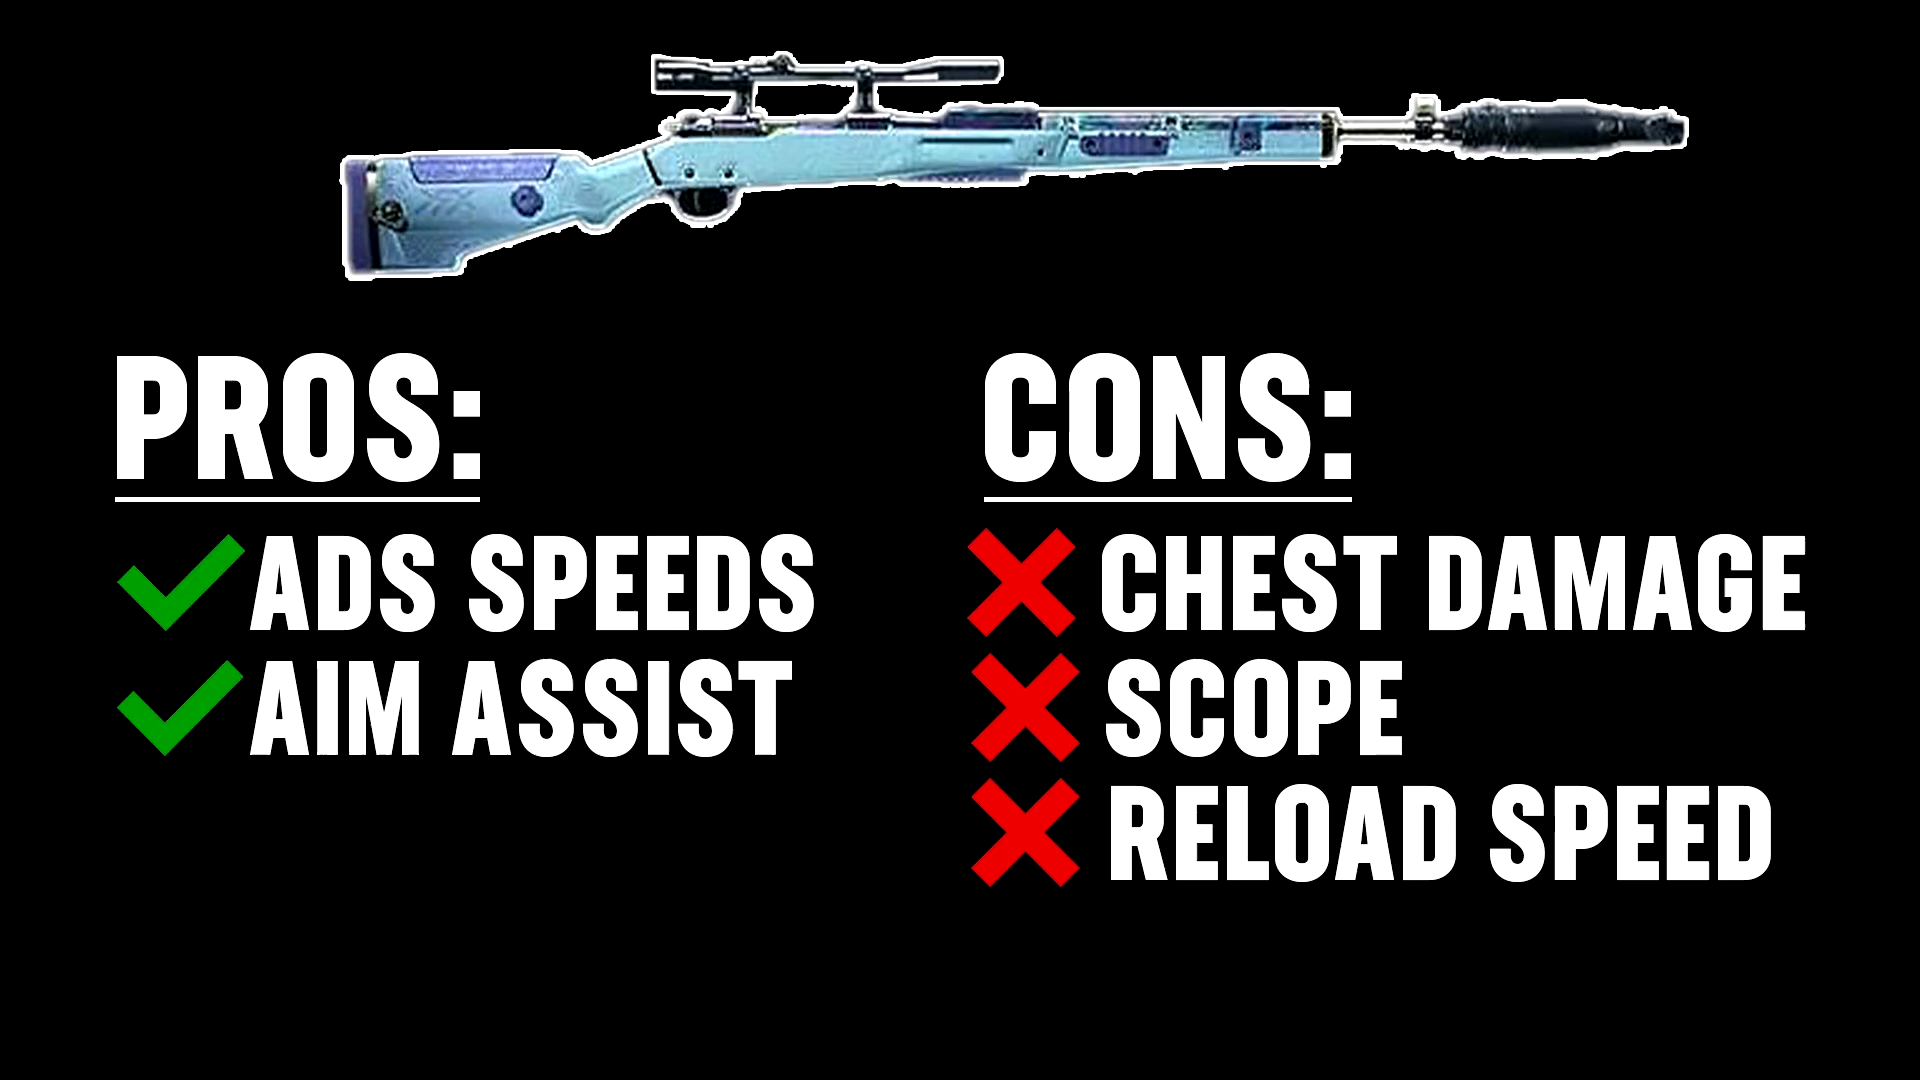 PROS:
ADS SPEEDS
AIM ASSIST
CONS:
CHEST DAMAGE
SCOPE
RELOAD SPEED